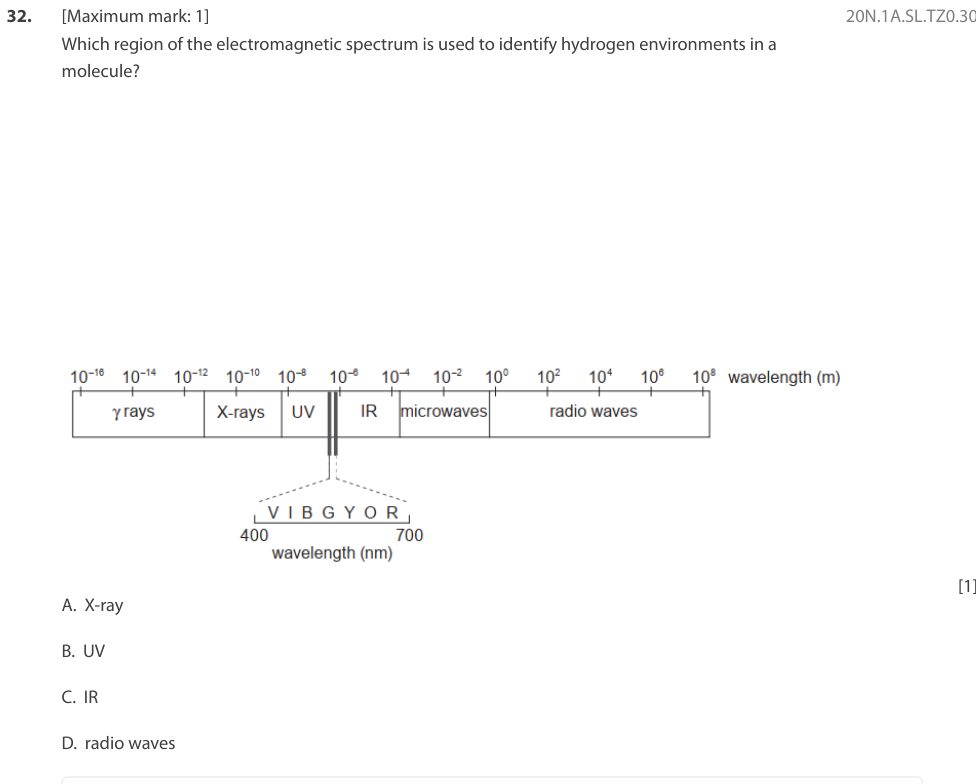 32. [Maximum mark: 1] 20N.1A.SL.TZ0.30
Which region of the electromagnetic spectrum is used to identify hydrogen environments in a
molecule?
10⁻¹⁶ 10⁻¹⁴ 10⁻¹² 10⁻¹⁰ 10⁻⁸ 10⁻⁶ 10⁻⁴ 10⁻² 10⁰ 10² 10⁴ 10⁶ 10⁸ wavelength (m)
γ rays X-rays UV IR microwaves radio waves
V I B G Y O R
400 700
wavelength (nm)
[1]
A. X-ray
B. UV
C. IR
D. radio waves